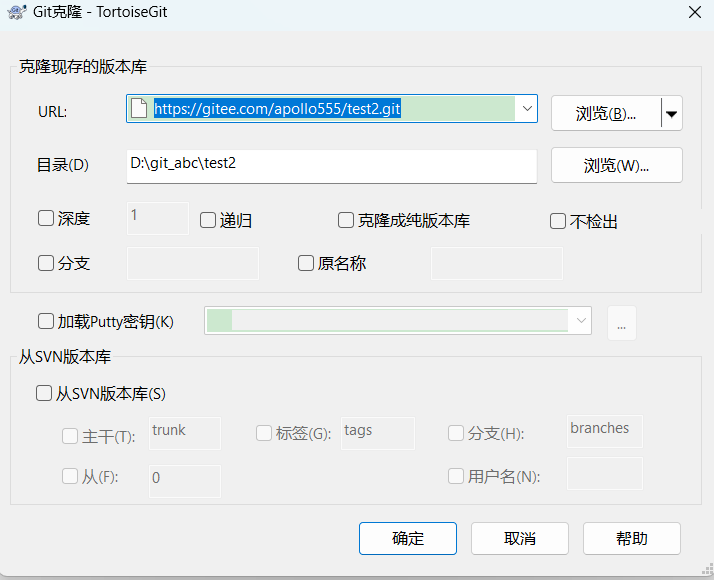 Git克隆 - TortoiseGit
克隆现存的版本库
URL: https://gitee.com/apollo555/test2.git 浏览(B)...
目录(D) D:\git_abc\test2 浏览(W)...
深度 1 递归 克隆成纯版本库 不检出
分支 原名称
加载Putty密钥(K) ...
从SVN版本库
从SVN版本库(S)
主干(T): trunk 标签(G): tags 分支(H): branches
从(F): 0 用户名(N):
确定 取消 帮助